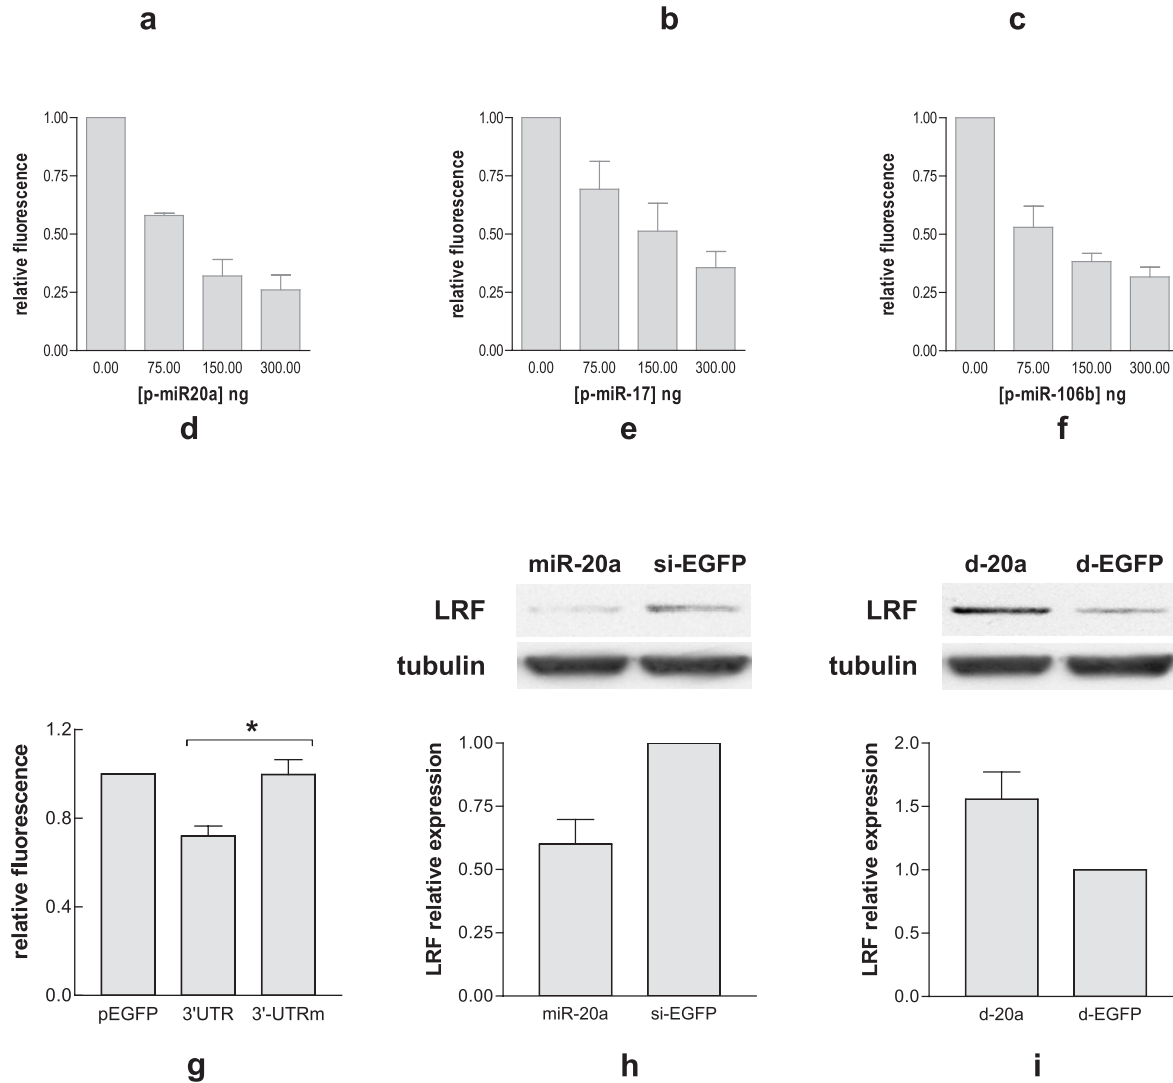 a
b
c
relative fluorescence
1.00
0.75
0.50
0.25
0.00
0.00 75.00 150.00 300.00
[p-miR20a] ng
d
relative fluorescence
1.00
0.75
0.50
0.25
0.00
0.00 75.00 150.00 300.00
[p-miR-17] ng
e
relative fluorescence
1.00
0.75
0.50
0.25
0.00
0.00 75.00 150.00 300.00
[p-miR-106b] ng
f
relative fluorescence
1.2
0.8
0.4
0.0
*
pEGFP 3'UTR 3'-UTRm
g
miR-20a si-EGFP
LRF
tubulin
LRF relative expression
1.00
0.75
0.50
0.25
0.00
miR-20a si-EGFP
h
d-20a d-EGFP
LRF
tubulin
LRF relative expression
2.0
1.5
1.0
0.5
0.0
d-20a d-EGFP
i